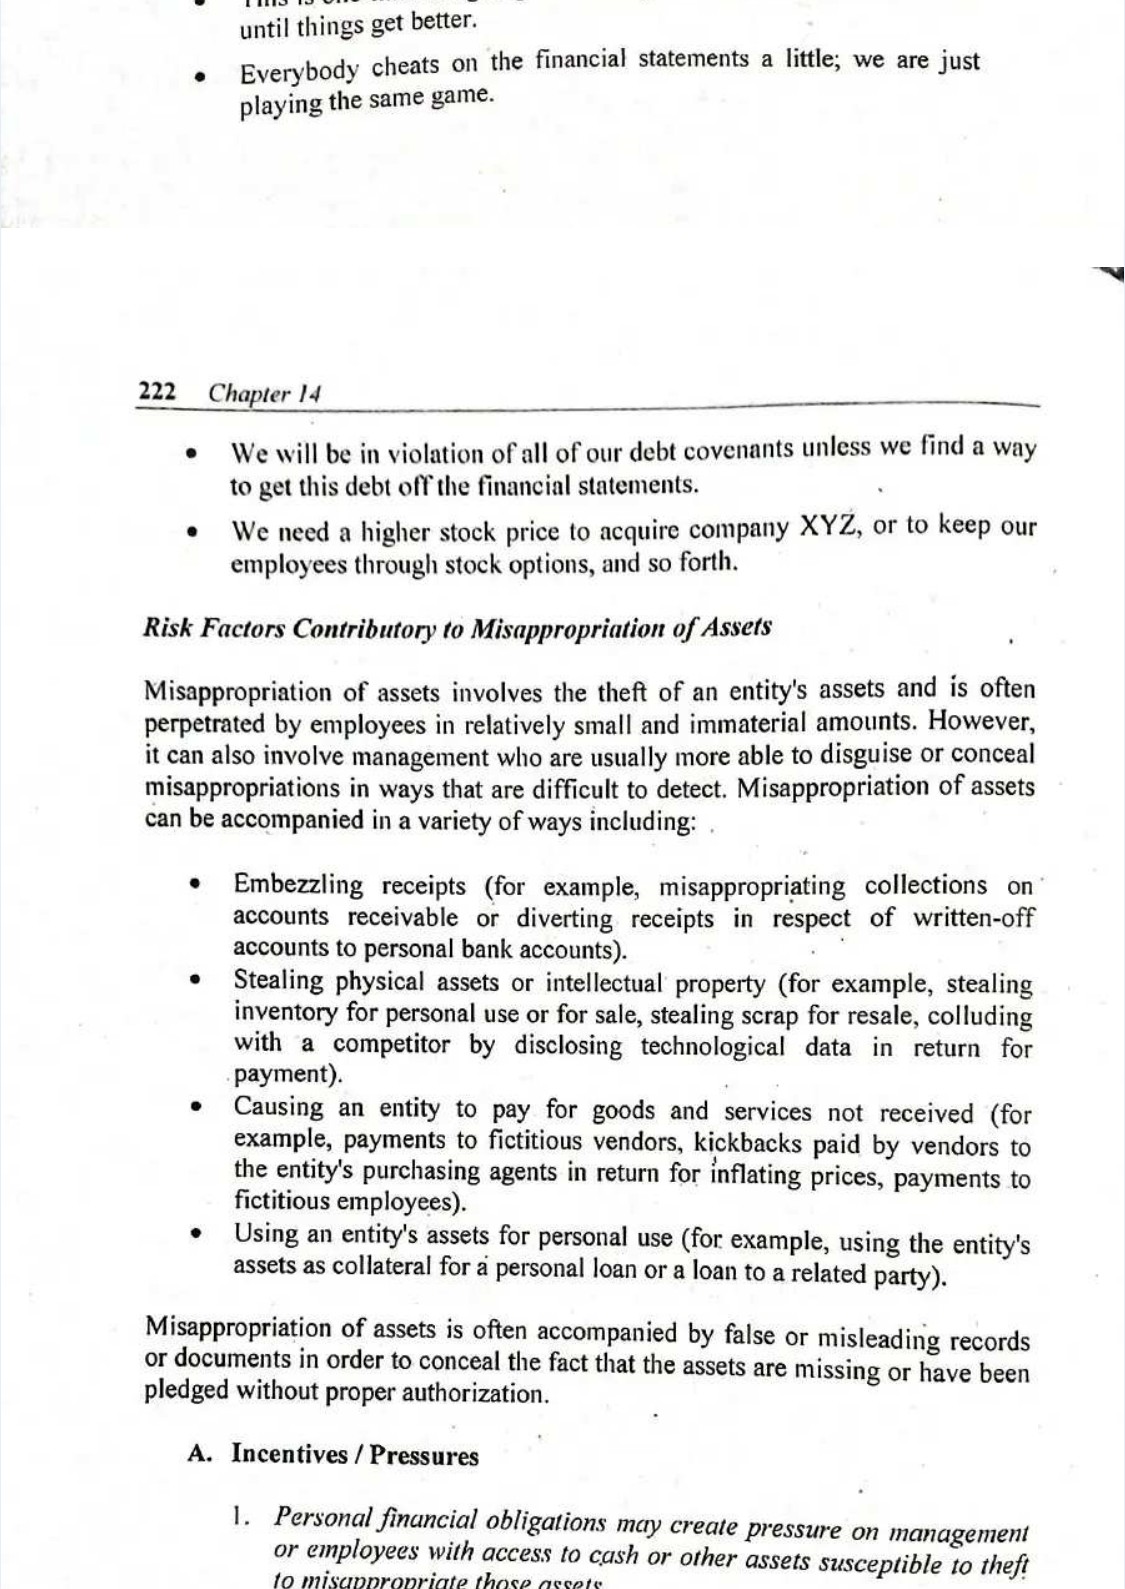 until things get better.
• Everybody cheats on the financial statements a little; we are just
playing the same game.
222 Chapter 14
• We will be in violation of all of our debt covenants unless we find a way
to get this debt off the financial statements.
• We need a higher stock price to acquire company XYZ, or to keep our
employees through stock options, and so forth.
Risk Factors Contributory to Misappropriation of Assets
Misappropriation of assets involves the theft of an entity's assets and is often
perpetrated by employees in relatively small and immaterial amounts. However,
it can also involve management who are usually more able to disguise or conceal
misappropriations in ways that are difficult to detect. Misappropriation of assets
can be accompanied in a variety of ways including:
• Embezzling receipts (for example, misappropriating collections on
accounts receivable or diverting receipts in respect of written-off
accounts to personal bank accounts).
• Stealing physical assets or intellectual property (for example, stealing
inventory for personal use or for sale, stealing scrap for resale, colluding
with a competitor by disclosing technological data in return for
payment).
• Causing an entity to pay for goods and services not received (for
example, payments to fictitious vendors, kickbacks paid by vendors to
the entity's purchasing agents in return for inflating prices, payments to
fictitious employees).
• Using an entity's assets for personal use (for example, using the entity's
assets as collateral for a personal loan or a loan to a related party).
Misappropriation of assets is often accompanied by false or misleading records
or documents in order to conceal the fact that the assets are missing or have been
pledged without proper authorization.
A. Incentives / Pressures
1. Personal financial obligations may create pressure on management
or employees with access to cash or other assets susceptible to theft
to misappropriate those assets